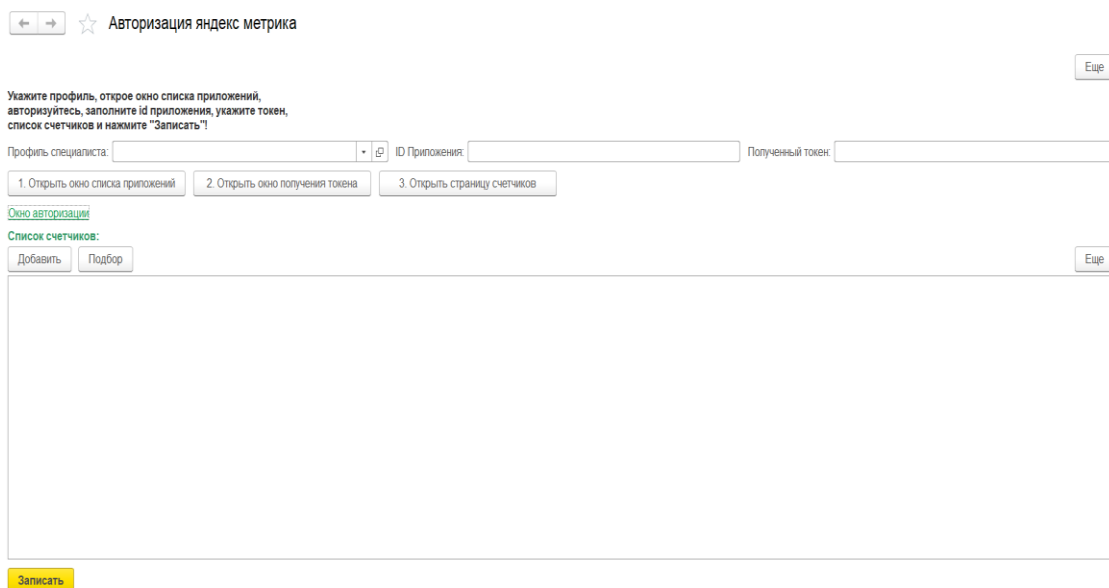 Авторизация яндекс метрика
Еще
Укажите профиль, открое окно списка приложений,
авторизуйтесь, заполните id приложения, укажите токен,
список счетчиков и нажмите "Записать"!
Профиль специалиста: ID Приложения: Полученный токен:
1. Открыть окно списка приложений 2. Открыть окно получения токена 3. Открыть страницу счетчиков
Окно авторизации
Список счетчиков:
Добавить Подбор Еще
Записать